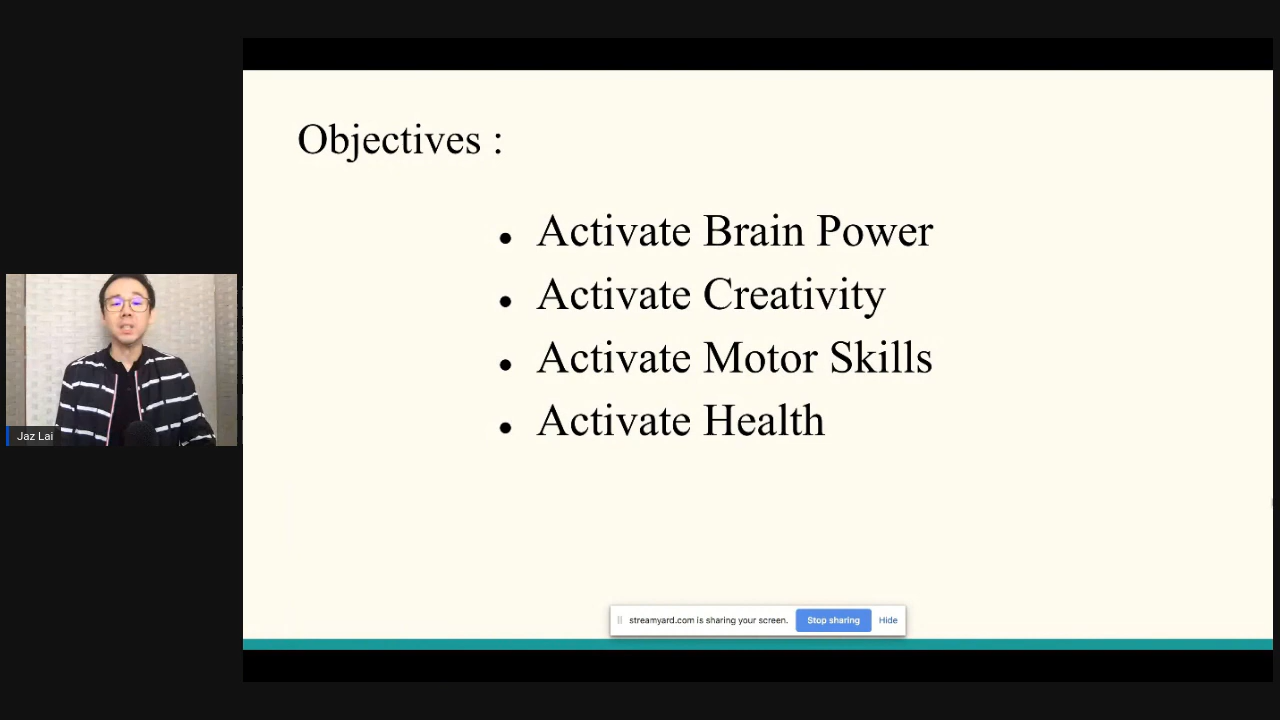 Objectives :
• Activate Brain Power
• Activate Creativity
• Activate Motor Skills
• Activate Health
Jaz Lai
streamyard.com is sharing your screen. Stop sharing Hide